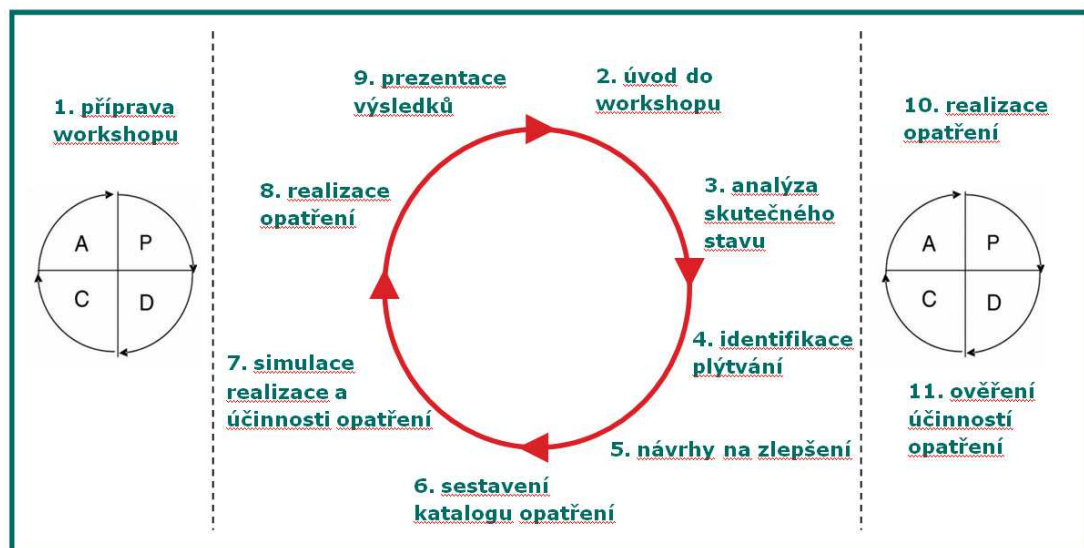 1. příprava
workshopu
A P
C D
9. prezentace
výsledků
2. úvod do
workshopu
3. analýza
skutečného
stavu
4. identifikace
plýtvání
5. návrhy na zlepšení
6. sestavení
katalogu opatření
7. simulace
realizace a
účinnosti opatření
8. realizace
opatření
10. realizace
opatření
A P
C D
11. ověření
účinností
opatření